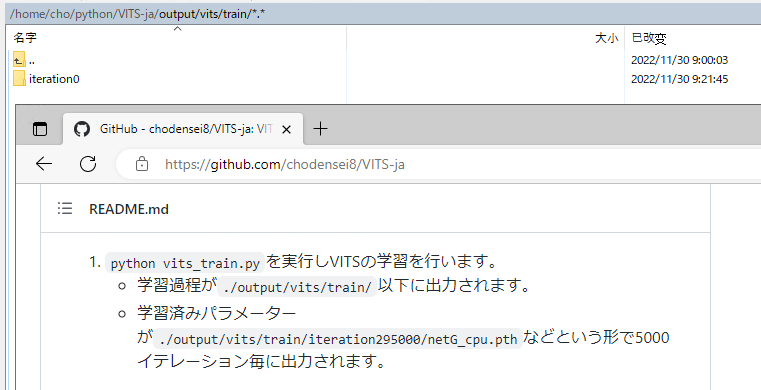 /home/cho/python/VITS-ja/output/vits/train/*.*
名字 大小 已改变
.. 2022/11/30 9:00:03
iteration0 2022/11/30 9:21:45
GitHub - chodensei8/VITS-ja: VIT
https://github.com/chodensei8/VITS-ja
README.md
1. python vits_train.pyを実行しVITSの学習を行います。
学習過程が./output/vits/train/以下に出力されます。
学習済みパラメーター
が./output/vits/train/iteration295000/netG_cpu.pthなどという形で5000
イテレーション毎に出力されます。